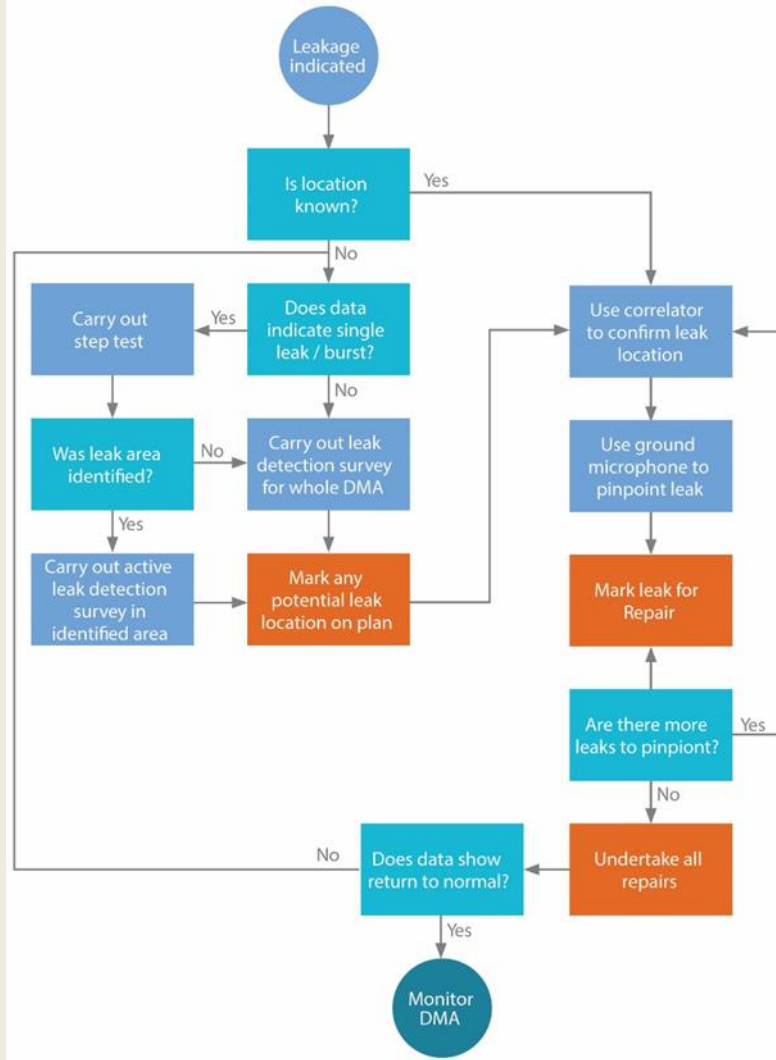 Leakage
indicated
Is location
known?
Yes
No
Carry out
step test
Yes
Does data
indicate single
leak / burst?
Use correlator
to confirm leak
location
No
Was leak area
identified?
No
Carry out leak
detection survey
for whole DMA
Use ground
microphone to
pinpoint leak
Yes
Carry out active
leak detection
survey in
identified area
Mark any
potential leak
location on plan
Mark leak for
Repair
Are there more
leaks to pinpiont?
Yes
No
No
Does data show
return to normal?
Undertake all
repairs
Yes
Monitor
DMA